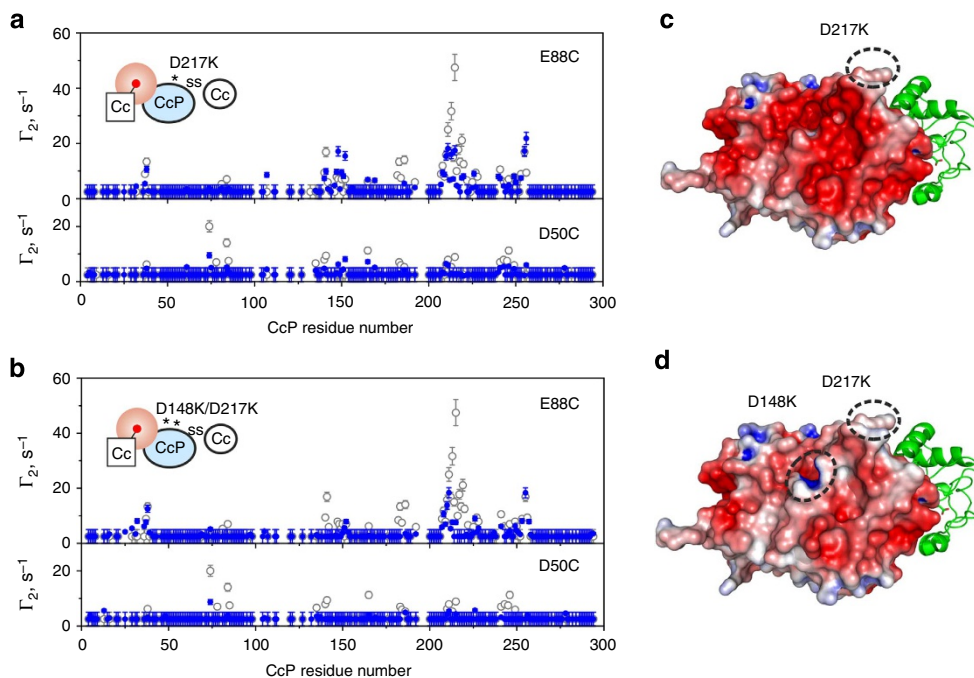 a
60
40
20
0
20
0
Γ2, s−1
Γ2, s−1
D217K
* ss
Cc
CcP
Cc
E88C
D50C
0 50 100 150 200 250 300
CcP residue number
b
60
40
20
0
20
0
Γ2, s−1
Γ2, s−1
D148K/D217K
* * ss
Cc
CcP
Cc
E88C
D50C
0 50 100 150 200 250 300
CcP residue number
c
D217K
d
D217K
D148K